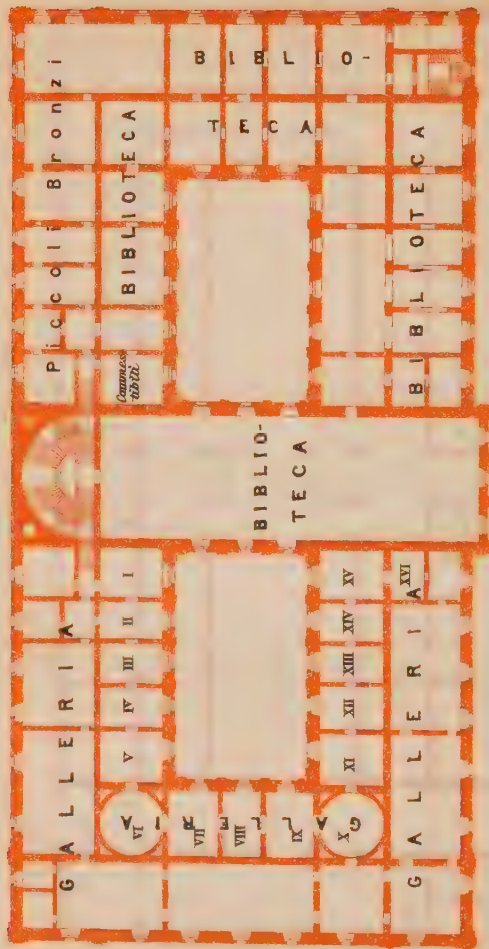 BIBLIO-
TECA
Piccoli Bronzi
BIBLIOTECA
BIBLIOTECA
BIBLIO-
TECA
I
II
III
IV
V
VI
VII
VIII
IX
X
XI
XII
XIII
XIV
XV
XVI
GALLERIA
GALLERIA
GALLERIA